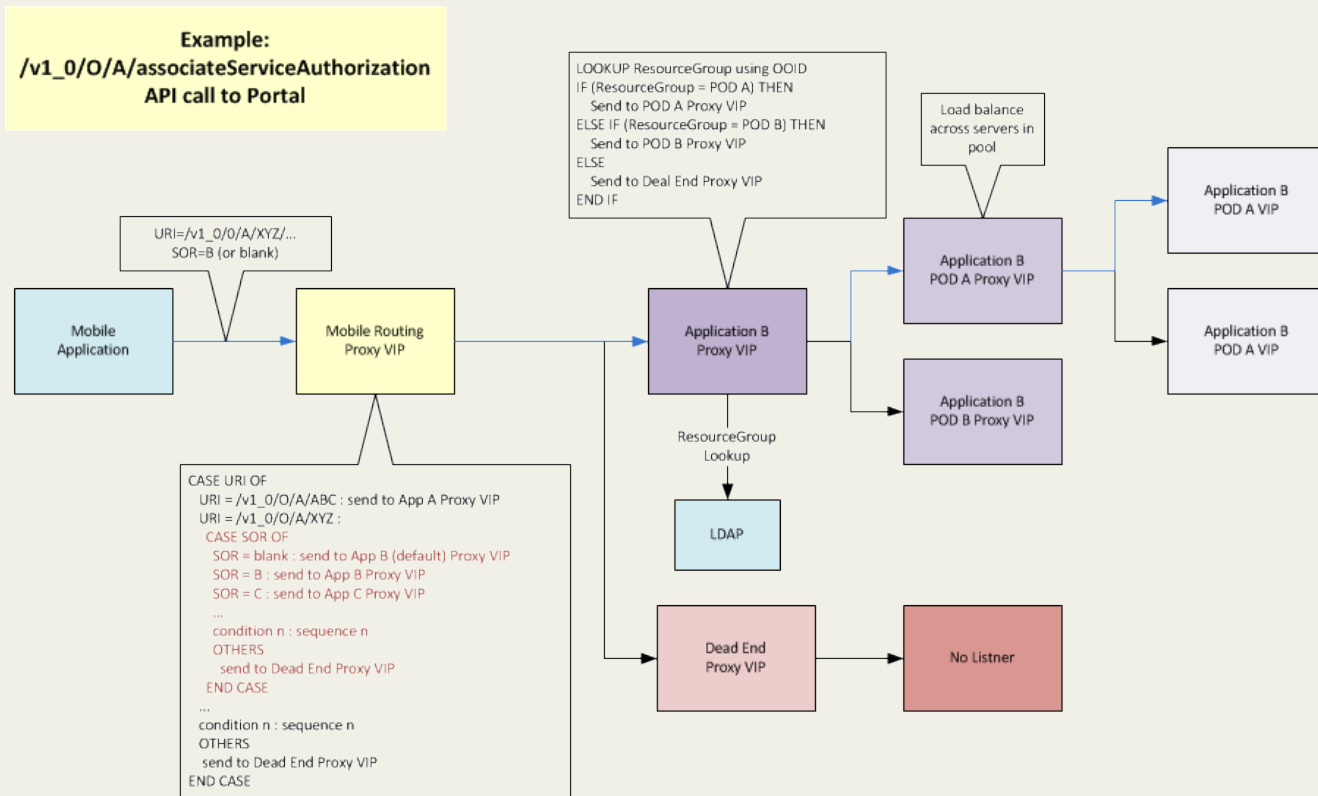 Example:
/v1_0/O/A/associateServiceAuthorization
API call to Portal
LOOKUP ResourceGroup using OOID
IF (ResourceGroup = POD A) THEN
Send to POD A Proxy VIP
ELSE IF (ResourceGroup = POD B) THEN
Send to POD B Proxy VIP
ELSE
Send to Deal End Proxy VIP
END IF
Load balance
across servers in
pool
URI=/v1_0/0/A/XYZ/...
SOR=B (or blank)
Mobile
Application
Mobile Routing
Proxy VIP
Application B
Proxy VIP
Application B
POD A Proxy VIP
Application B
POD A VIP
Application B
POD A VIP
Application B
POD B Proxy VIP
ResourceGroup
Lookup
LDAP
CASE URI OF
URI = /v1_0/O/A/ABC : send to App A Proxy VIP
URI = /v1_0/O/A/XYZ :
CASE SOR OF
SOR = blank : send to App B (default) Proxy VIP
SOR = B : send to App B Proxy VIP
SOR = C : send to App C Proxy VIP
...
condition n : sequence n
OTHERS
send to Dead End Proxy VIP
END CASE
...
condition n : sequence n
OTHERS
send to Dead End Proxy VIP
END CASE
Dead End
Proxy VIP
No Listner